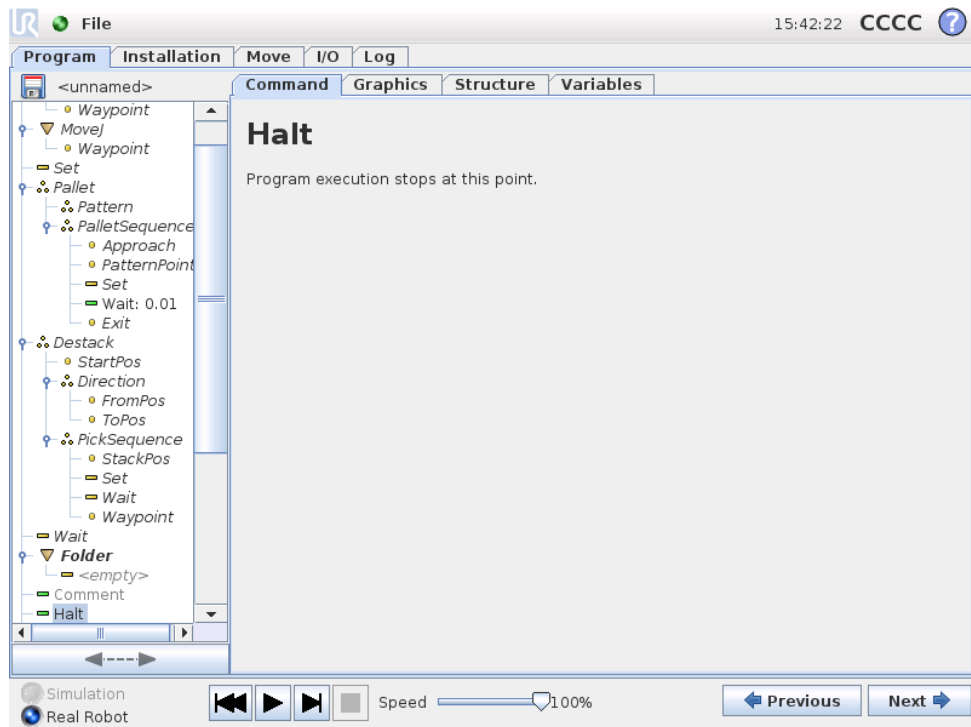 UR File 15:42:22 CCCC ?
Program Installation Move I/O Log
<unnamed>
Command Graphics Structure Variables
Waypoint
MoveJ
Waypoint
Set
Pallet
Pattern
PalletSequence
Approach
PatternPoint
Set
Wait: 0.01
Exit
Destack
StartPos
Direction
FromPos
ToPos
PickSequence
StackPos
Set
Wait
Waypoint
Wait
Folder
<empty>
Comment
Halt
Halt
Program execution stops at this point.
Simulation
Real Robot
Speed 100%
Previous Next